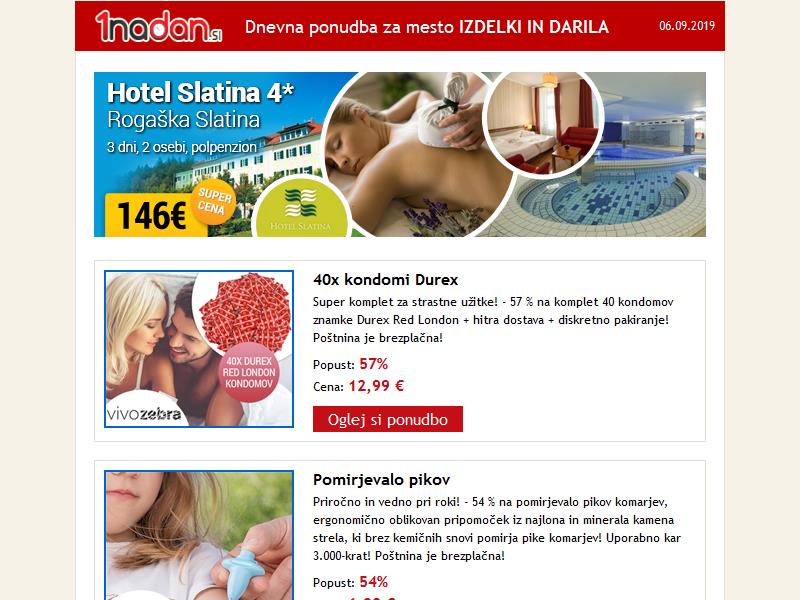 1nadan.si
Dnevna ponudba za mesto IZDELKI IN DARILA
06.09.2019
Hotel Slatina 4*
Rogaška Slatina
3 dni, 2 osebi, polpenzion
146€
SUPER
CENA
HOTEL SLATINA
40x kondomi Durex
Super komplet za strastne užitke! - 57 % na komplet 40 kondomov
znamke Durex Red London + hitra dostava + diskretno pakiranje!
Poštnina je brezplačna!
Popust: 57%
Cena: 12,99 €
Oglej si ponudbo
40X DUREX
RED LONDON
KONDOMOV
vivozebra
Pomirjevalo pikov
Priročno in vedno pri roki! - 54 % na pomirjevalo pikov komarjev,
ergonomično oblikovan pripomoček iz najlona in minerala kamena
strela, ki brez kemičnih snovi pomirja pike komarjev! Uporabno kar
3.000-krat! Poštnina je brezplačna!
Popust: 54%